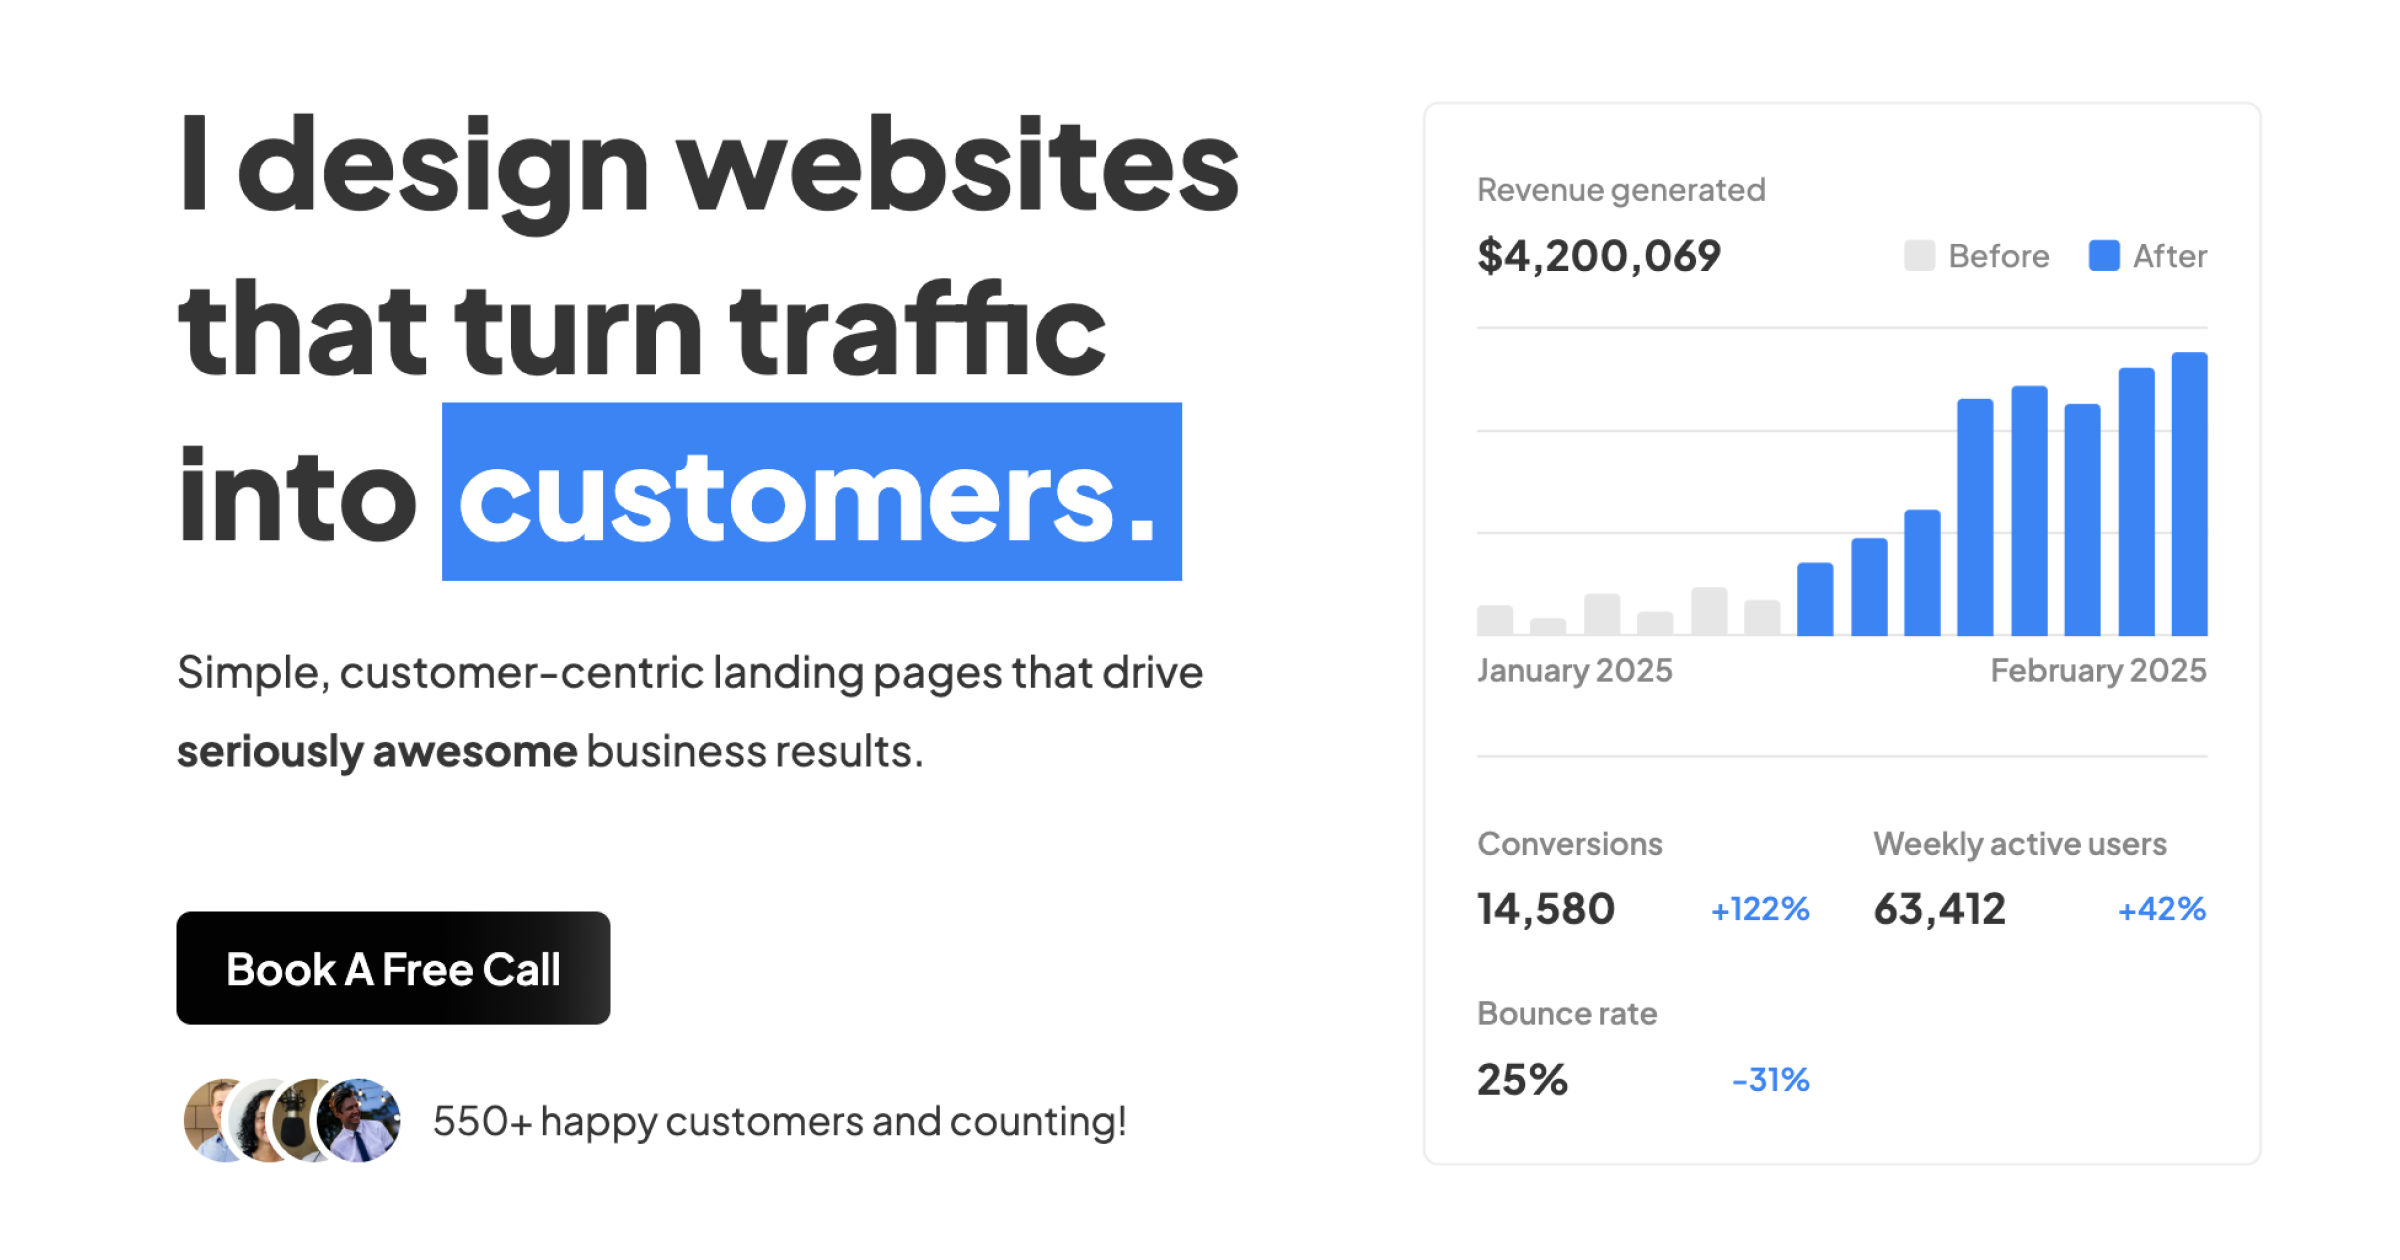 I design websites
that turn traffic
into customers.
Simple, customer-centric landing pages that drive
seriously awesome business results.
Book A Free Call
550+ happy customers and counting!
Revenue generated
$4,200,069
Before
After
January 2025
February 2025
Conversions
14,580
+122%
Weekly active users
63,412
+42%
Bounce rate
25%
-31%